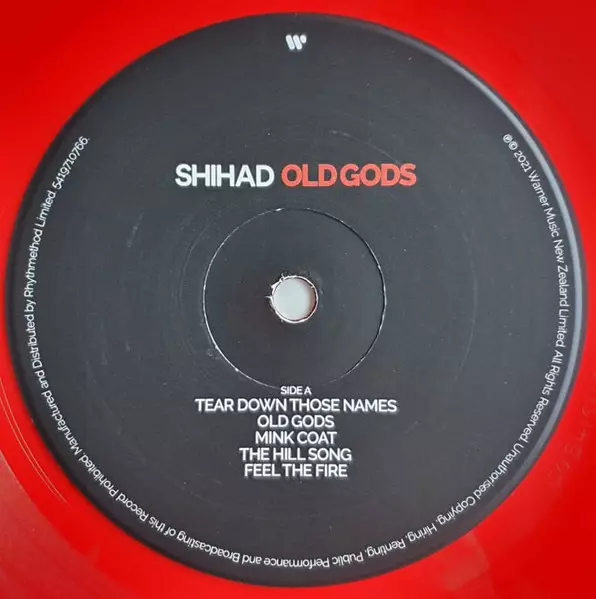 SHIHAD OLD GODS
SIDE A
TEAR DOWN THOSE NAMES
OLD GODS
MINK COAT
THE HILL SONG
FEEL THE FIRE
℗© 2021 Warner Music New Zealand Limited. All Rights Reserved. Unauthorised Copying, Hiring, Renting, Public Performance and Broadcasting of this Record Prohibited. Manufactured and Distributed by Rhythmethod Limited. 5419710766.